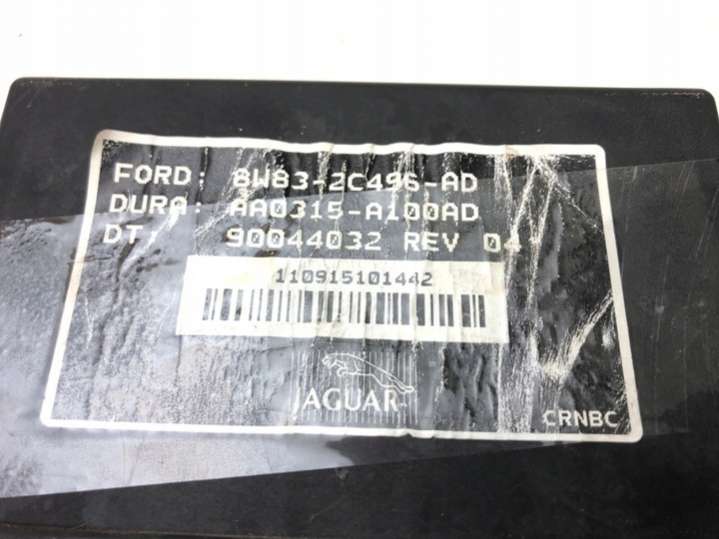 FORD: 8W83-2C496-AD
DURA: AA0315-A100AD
DT: 90044032 REV 04
110915101442
JAGUAR
CRNBC